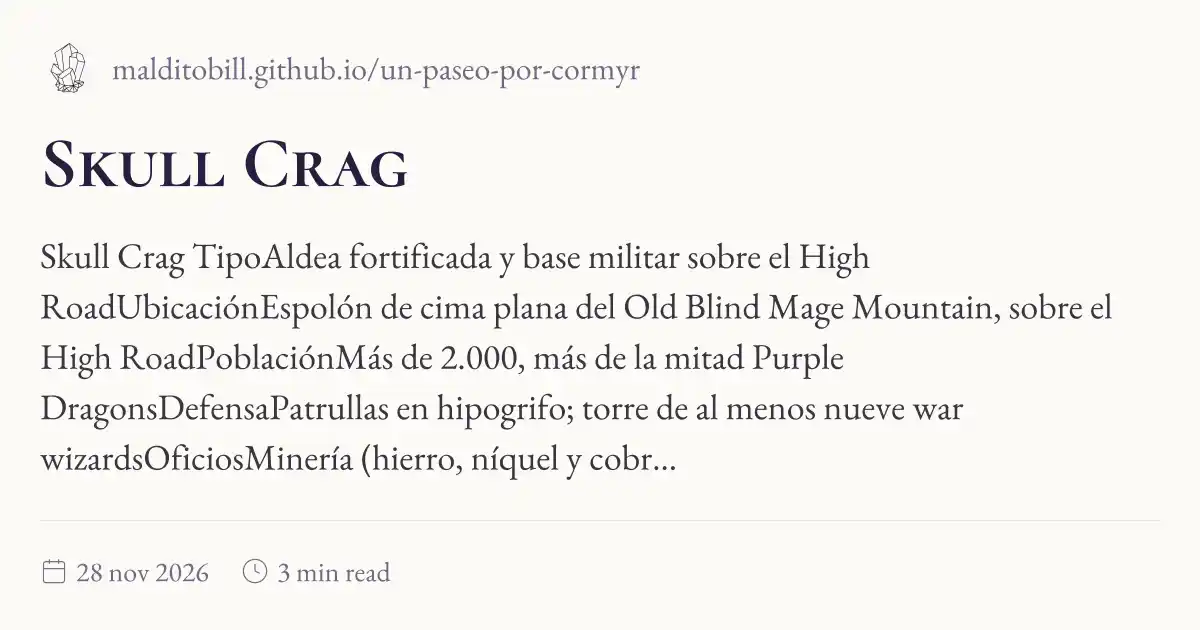 malditobill.github.io/un-paseo-por-cormyr
Skull Crag
Skull Crag TipoAldea fortificada y base militar sobre el High
RoadUbicaciónEspolón de cima plana del Old Blind Mage Mountain, sobre el
High RoadPoblaciónMás de 2.000, más de la mitad Purple
DragonsDefensaPatrullas en hipogrifo; torre de al menos nueve war
wizardsOficiosMinería (hierro, níquel y cobr...
28 nov 2026
3 min read